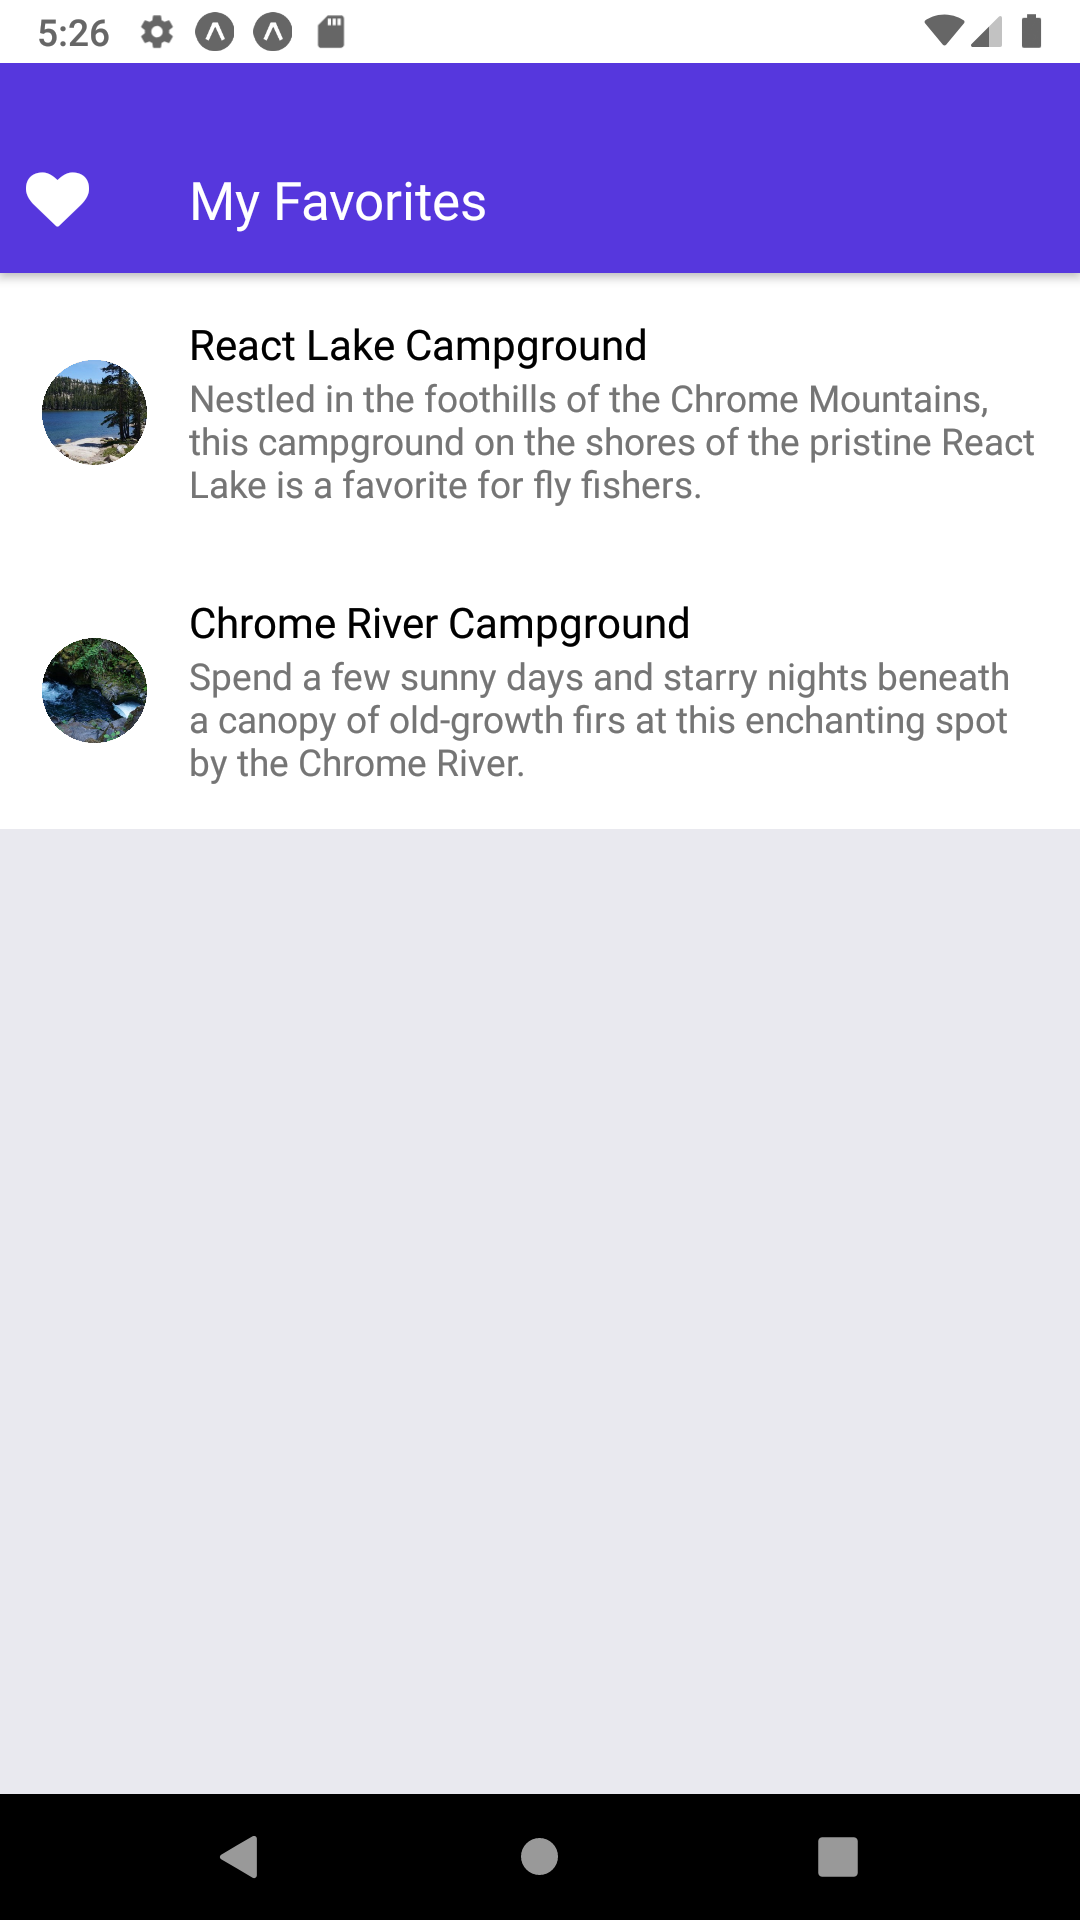 5:26
My Favorites
React Lake Campground
Nestled in the foothills of the Chrome Mountains,
this campground on the shores of the pristine React
Lake is a favorite for fly fishers.
Chrome River Campground
Spend a few sunny days and starry nights beneath
a canopy of old-growth firs at this enchanting spot
by the Chrome River.